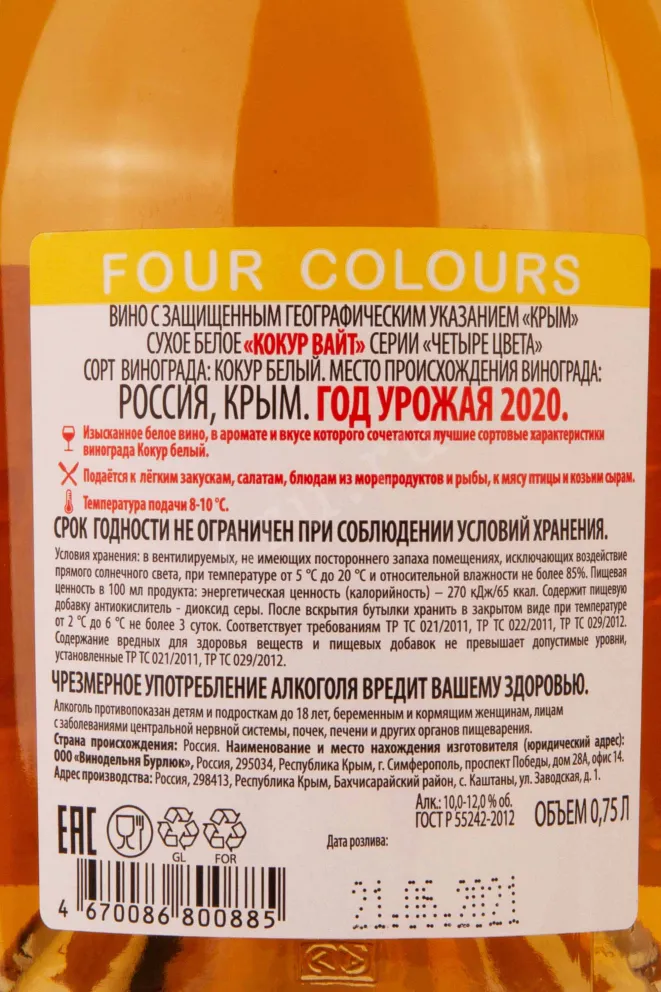 FOUR COLOURS
ВИНО С ЗАЩИЩЕННЫМ ГЕОГРАФИЧЕСКИМ УКАЗАНИЕМ «КРЫМ»
СУХОЕ БЕЛОЕ «КОКУР ВАЙТ» СЕРИИ «ЧЕТЫРЕ ЦВЕТА»
СОРТ ВИНОГРАДА: КОКУР БЕЛЫЙ. МЕСТО ПРОИСХОЖДЕНИЯ ВИНОГРАДА:
РОССИЯ, КРЫМ. ГОД УРОЖАЯ 2020.
Изысканное белое вино, в аромате и вкусе которого сочетаются лучшие сортовые характеристики
винограда Кокур белый.
Подаётся к лёгким закускам, салатам, блюдам из морепродуктов и рыбы, к мясу птицы и козьим сырам.
Температура подачи 8-10 °С.
СРОК ГОДНОСТИ НЕ ОГРАНИЧЕН ПРИ СОБЛЮДЕНИИ УСЛОВИЙ ХРАНЕНИЯ.
Условия хранения: в вентилируемых, не имеющих постороннего запаха помещениях, исключающих воздействие
прямого солнечного света, при температуре от 5 °С до 20 °С и относительной влажности не более 85%. Пищевая
ценность в 100 мл продукта: энергетическая ценность (калорийность) – 270 кДж/65 ккал. Содержит пищевую
добавку антиокислитель - диоксид серы. После вскрытия бутылки хранить в закрытом виде при температуре
от 2 °С до 6 °С не более 3 суток. Соответствует требованиям ТР ТС 021/2011, ТР ТС 022/2011, ТР ТС 029/2012.
Содержание вредных для здоровья веществ и пищевых добавок не превышает допустимые уровни,
установленные ТР ТС 021/2011, ТР ТС 029/2012.
ЧРЕЗМЕРНОЕ УПОТРЕБЛЕНИЕ АЛКОГОЛЯ ВРЕДИТ ВАШЕМУ ЗДОРОВЬЮ.
Алкоголь противопоказан детям и подросткам до 18 лет, беременным и кормящим женщинам, лицам
с заболеваниями центральной нервной системы, почек, печени и других органов пищеварения.
Страна происхождения: Россия. Наименование и место нахождения изготовителя (юридический адрес):
ООО «Винодельня Бурлюк», Россия, 295034, Республика Крым, г. Симферополь, проспект Победы, дом 28А, офис 14.
Адрес производства: Россия, 298413, Республика Крым, Бахчисарайский район, с. Каштаны, ул. Заводская, д. 1.
EAC
GL
FOR
Алк.: 10,0-12,0 % об.
ГОСТ Р 55242-2012
ОБЪЕМ 0,75 Л
Дата розлива:
21.05.2021
4 670086 800885